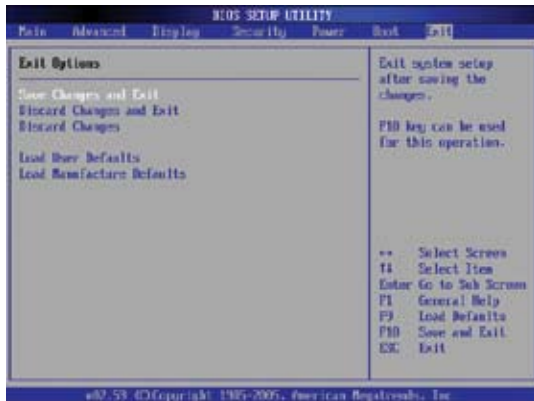 BIOS SETUP UTILITY
Main Advanced Display Security Power Boot Exit
Exit Options
Save Changes and Exit
Discard Changes and Exit
Discard Changes
Load User Defaults
Load Manufacture Defaults
Exit system setup
after saving the
changes.
F10 key can be used
for this operation.
↔ Select Screen
↑↓ Select Item
Enter Go to Sub Screen
F1 General Help
F9 Load Defaults
F10 Save and Exit
ESC Exit
v02.59 (C)Copyright 1985-2005, American Megatrends, Inc